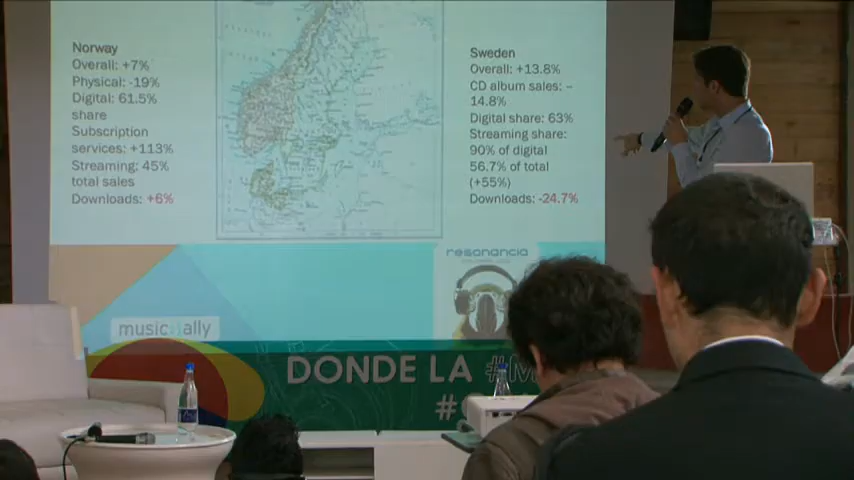 Norway
Overall: +7%
Physical: -19%
Digital: 61.5%
share
Subscription
services: +113%
Streaming: 45%
total sales
Downloads: +6%
Sweden
Overall: +13.8%
CD album sales: –
14.8%
Digital share: 63%
Streaming share:
90% of digital
56.7% of total
(+55%)
Downloads: -24.7%
resonancia
music ally
DONDE LA #M
#